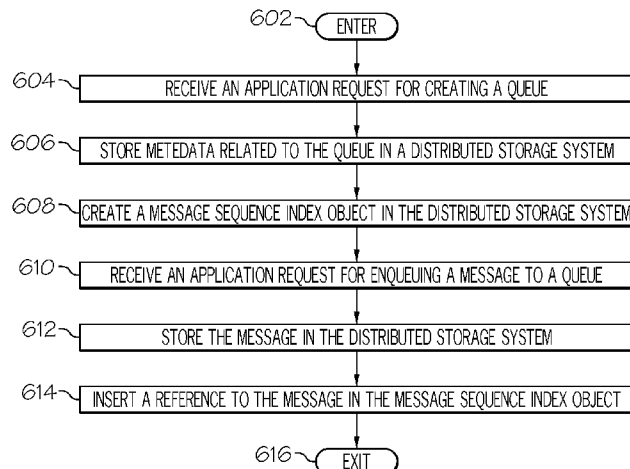 602 ENTER
604 RECEIVE AN APPLICATION REQUEST FOR CREATING A QUEUE
606 STORE METEDATA RELATED TO THE QUEUE IN A DISTRIBUTED STORAGE SYSTEM
608 CREATE A MESSAGE SEQUENCE INDEX OBJECT IN THE DISTRIBUTED STORAGE SYSTEM
610 RECEIVE AN APPLICATION REQUEST FOR ENQUEUING A MESSAGE TO A QUEUE
612 STORE THE MESSAGE IN THE DISTRIBUTED STORAGE SYSTEM
614 INSERT A REFERENCE TO THE MESSAGE IN THE MESSAGE SEQUENCE INDEX OBJECT
616 EXIT